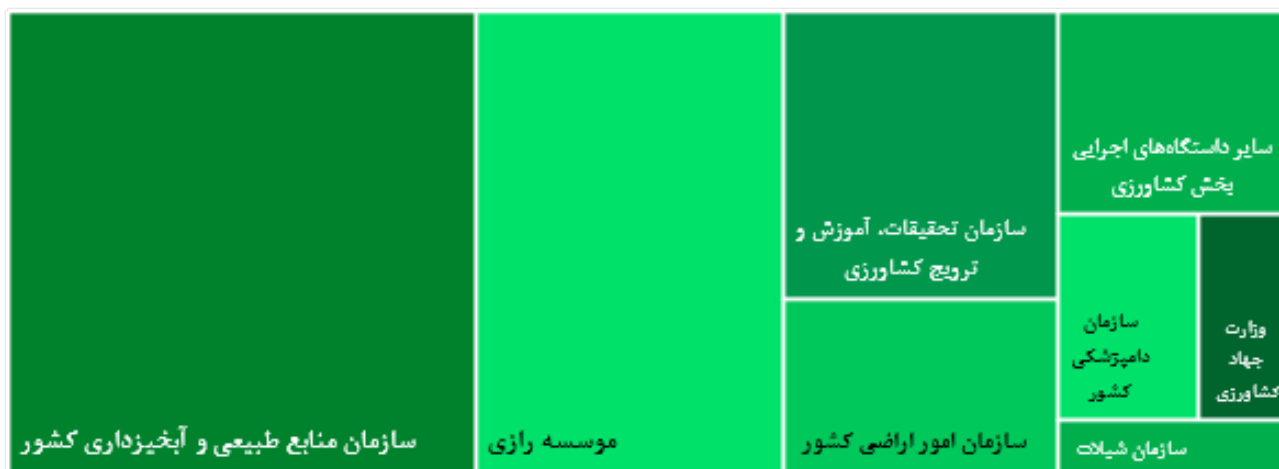 سایر داستگاه‌های اجرایی
بخش کشاورزی
سازمان تحقیقات، آموزش و
ترویج کشاورزی
سازمان
دامپزشکی
کشور
وزارت
جهاد
کشاورزی
سازمان منابع طبیعی و آبخیزداری کشور
موسسه رازی
سازمان امور اراضی کشور
سازمان شیلات